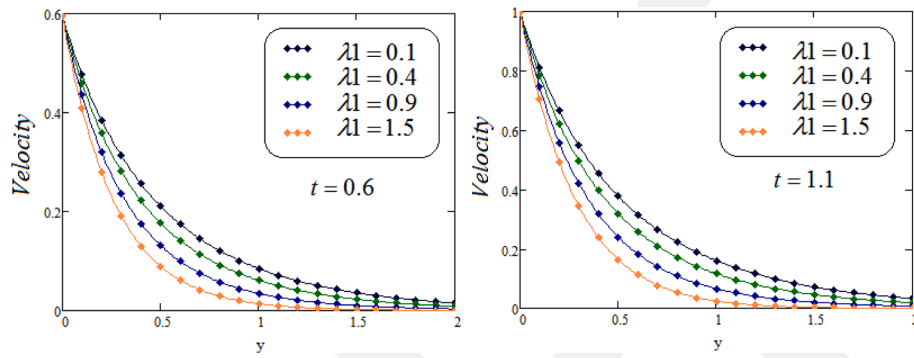 0.6
0.4
0.2
0
Velocity
λ1 = 0.1
λ1 = 0.4
λ1 = 0.9
λ1 = 1.5
t = 0.6
0 0.5 1 1.5 2
y
1
0.8
0.6
0.4
0.2
0
Velocity
λ1 = 0.1
λ1 = 0.4
λ1 = 0.9
λ1 = 1.5
t = 1.1
0 0.5 1 1.5 2
y